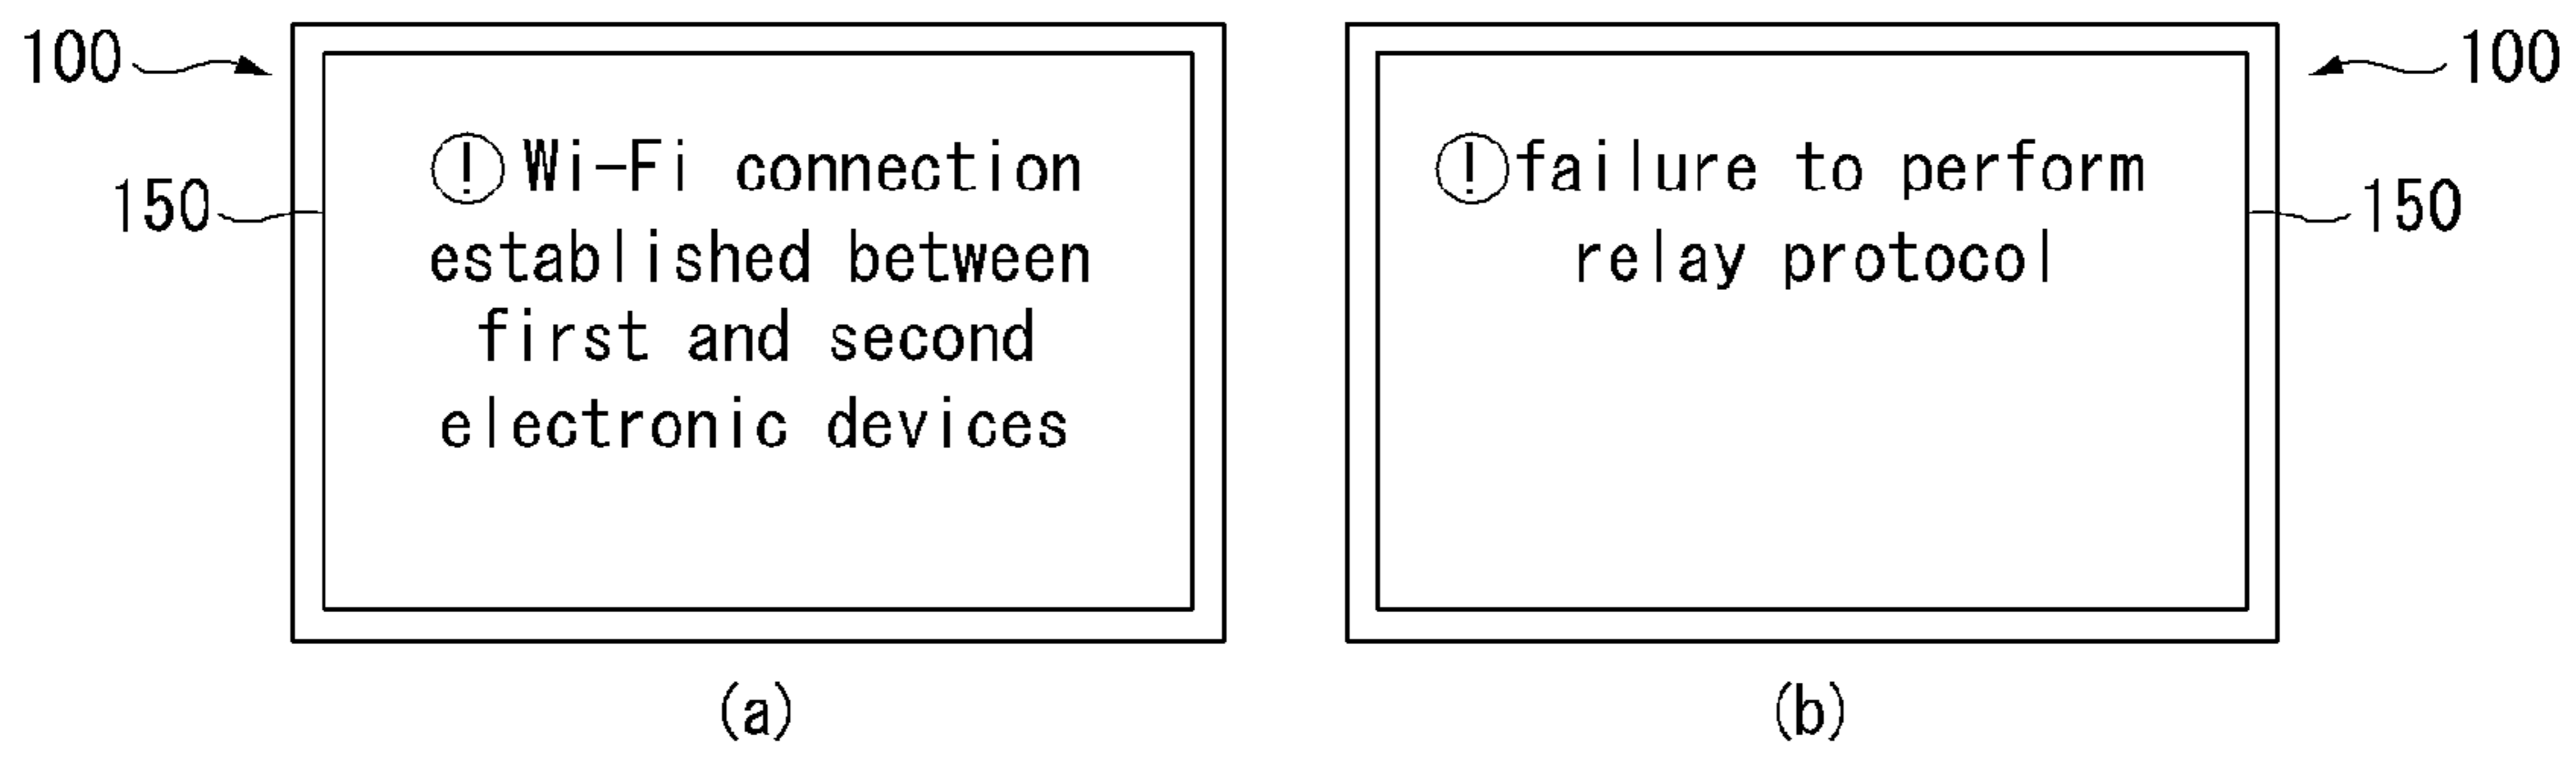 100
150
! Wi-Fi connection
established between
first and second
electronic devices
(a)
! failure to perform
relay protocol
100
150
(b)